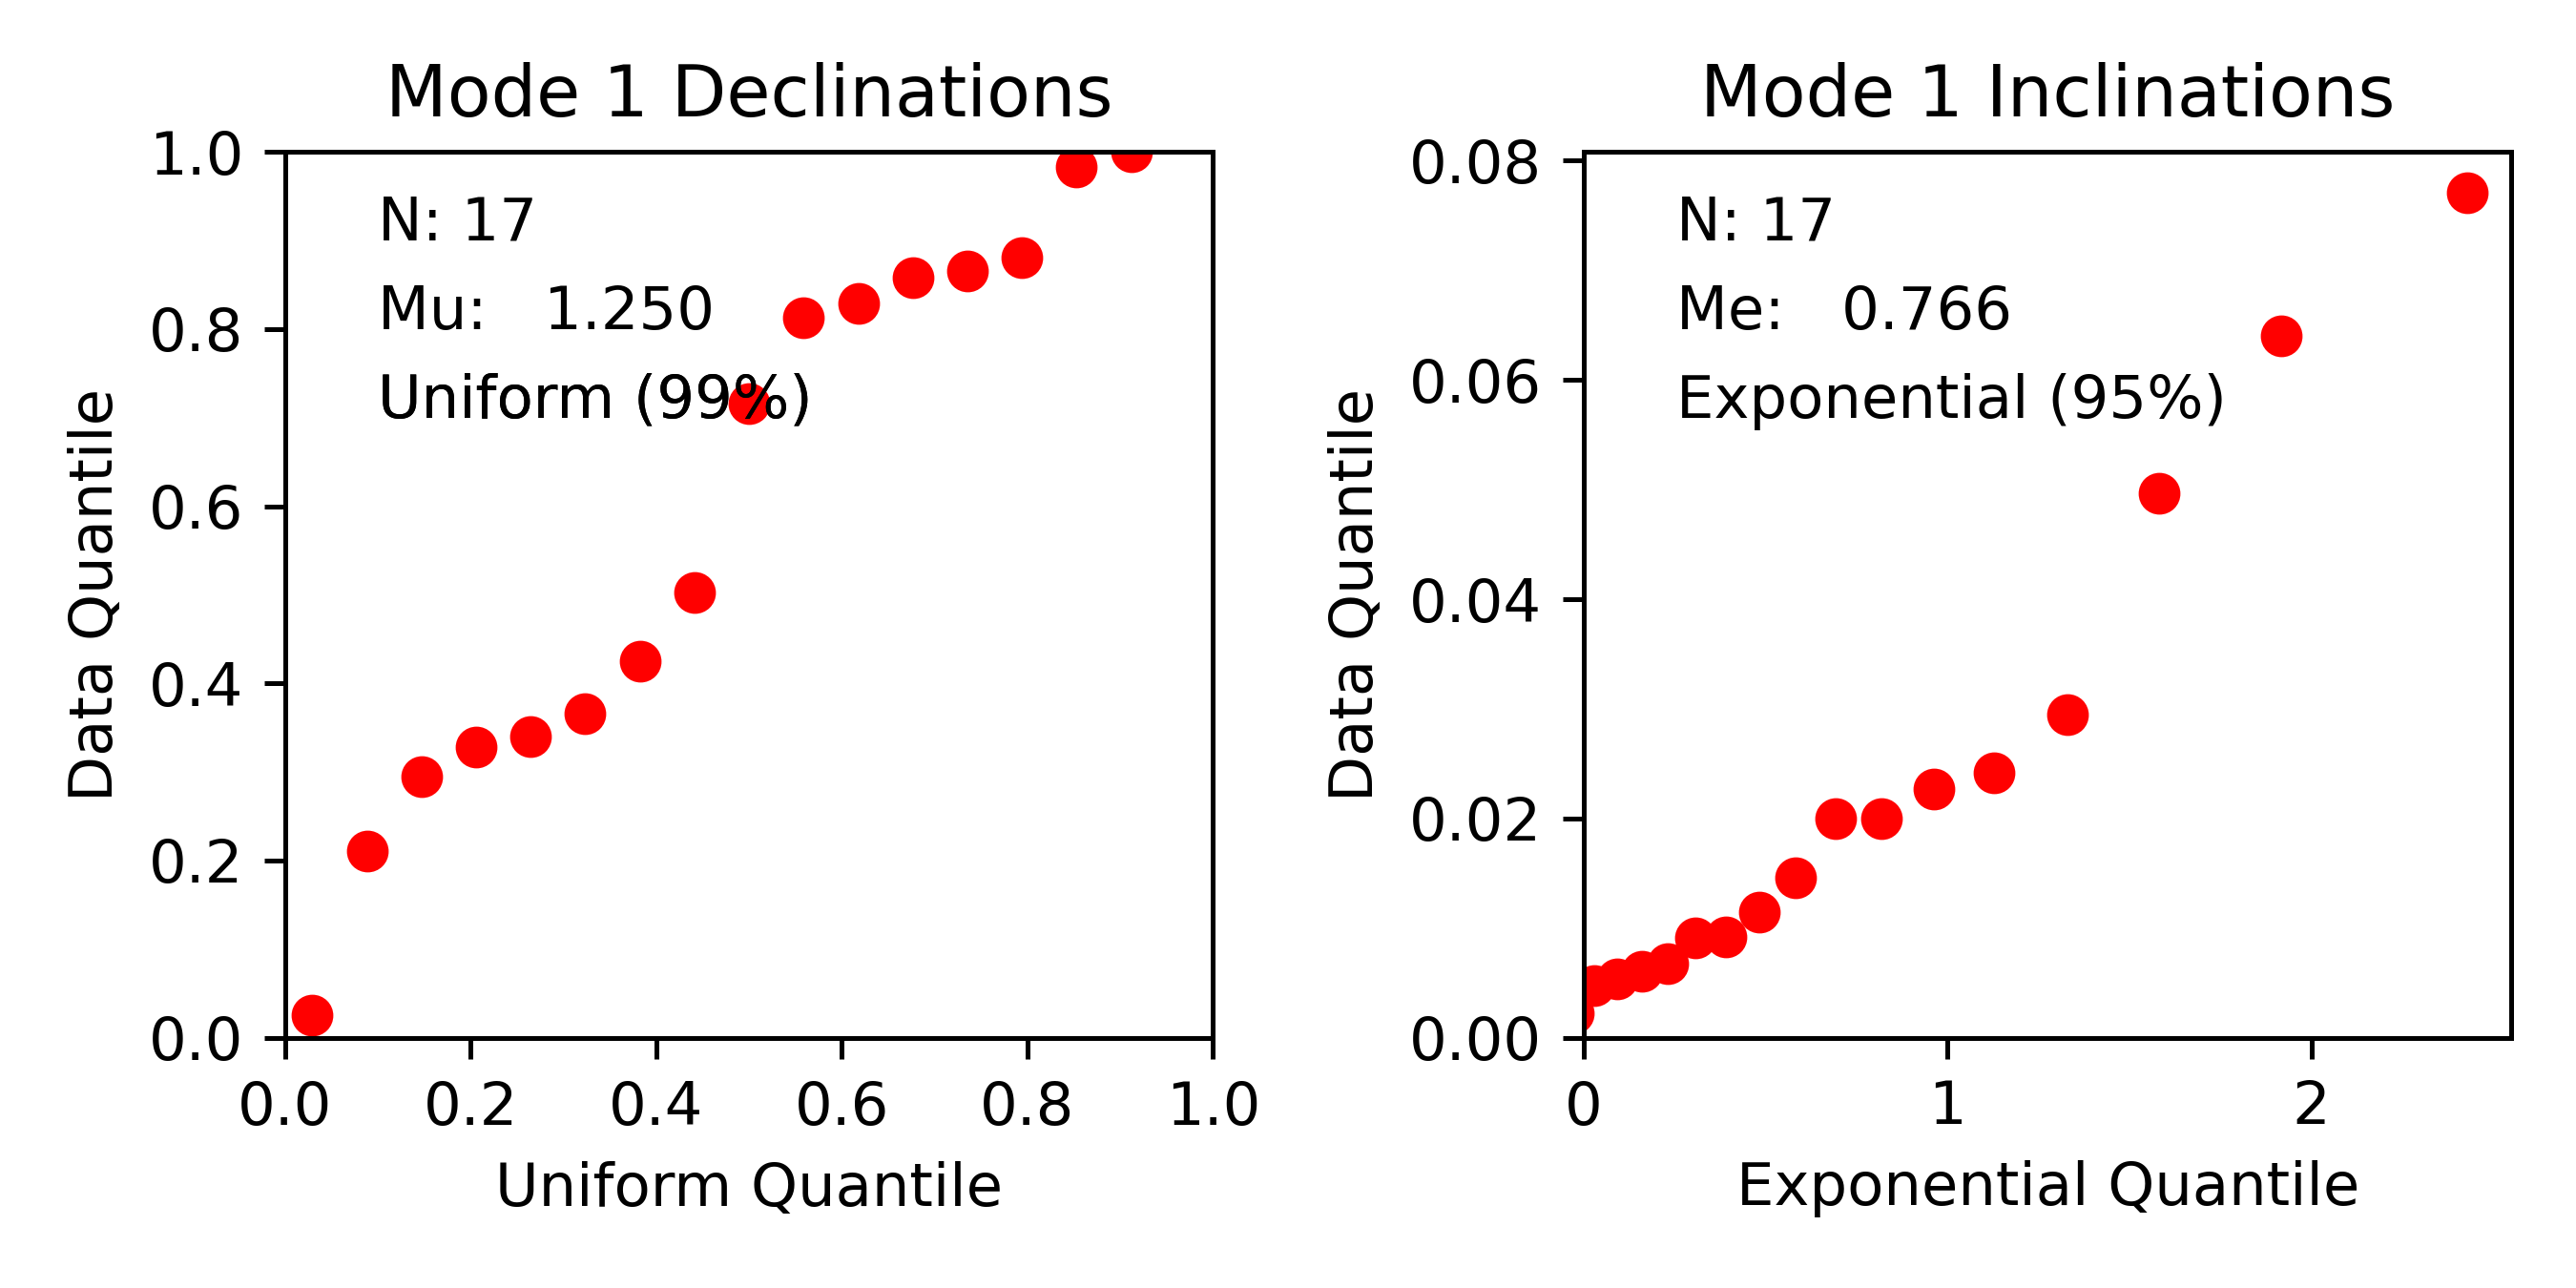 Mode 1 Declinations
1.0
0.8
0.6
0.4
0.2
0.0
Data Quantile
N: 17
Mu: 1.250
Uniform (99%)
0.0 0.2 0.4 0.6 0.8 1.0
Uniform Quantile
Mode 1 Inclinations
0.08
0.06
0.04
0.02
0.00
Data Quantile
N: 17
Me: 0.766
Exponential (95%)
0 1 2
Exponential Quantile